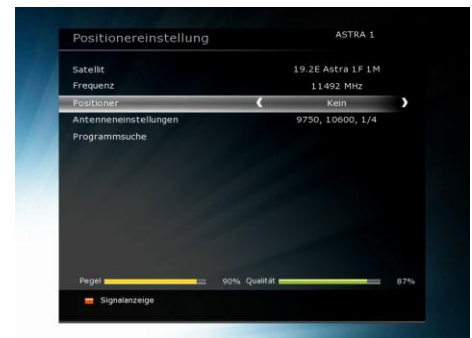 Positionereinstellung ASTRA 1
Satellit 19.2E Astra 1F 1M
Frequenz 11492 MHz
Positioner Kein
Antenneneinstellungen 9750, 10600, 1/4
Programmsuche
Pegel 90% Qualität 87%
Signalanzeige